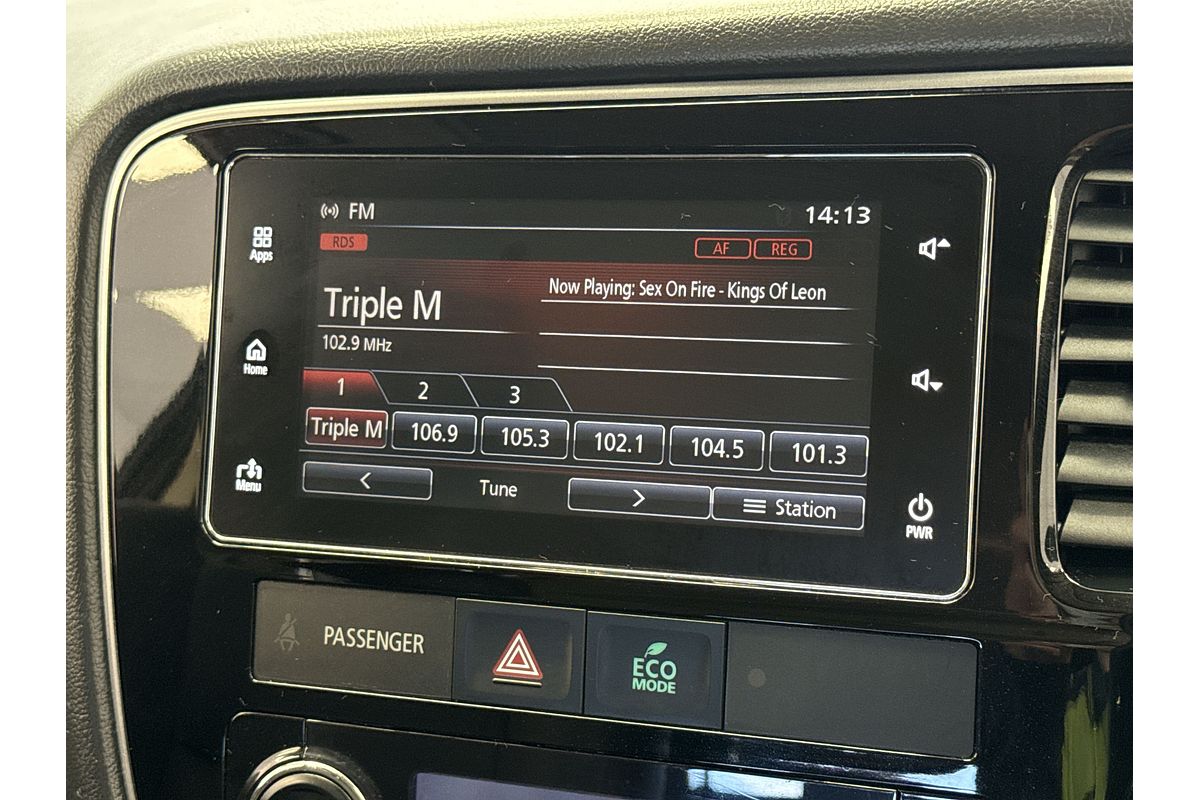 FM
14:13
RDS
AF
REG
Apps
Now Playing: Sex On Fire - Kings Of Leon
Triple M
102.9 MHz
Home
1
2
3
Triple M
106.9
105.3
102.1
104.5
101.3
Menu
<
Tune
>
Station
PWR
PASSENGER
ECO
MODE